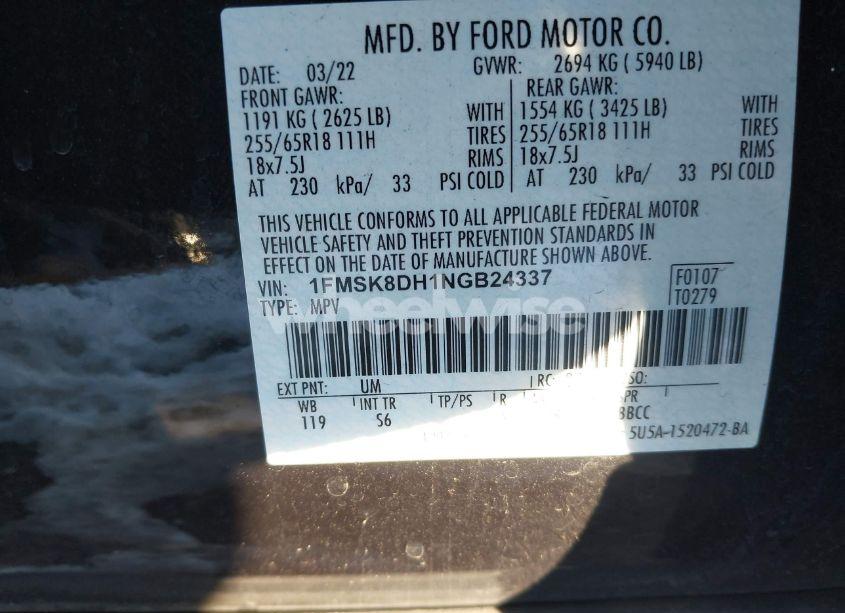 MFD. BY FORD MOTOR CO.
DATE: 03/22 GVWR: 2694 KG ( 5940 LB)
FRONT GAWR: REAR GAWR:
1191 KG ( 2625 LB) WITH 1554 KG ( 3425 LB) WITH
255/65R18 111H TIRES 255/65R18 111H TIRES
18x7.5J RIMS 18x7.5J RIMS
AT 230 kPa/ 33 PSI COLD AT 230 kPa/ 33 PSI COLD
THIS VEHICLE CONFORMS TO ALL APPLICABLE FEDERAL MOTOR
VEHICLE SAFETY AND THEFT PREVENTION STANDARDS IN
EFFECT ON THE DATE OF MANUFACTURE SHOWN ABOVE.
VIN: 1FMSK8DH1NGB24337 F0107
TYPE: MPV T0279
wheelwise
EXT PNT: UM RC: SO:
WB INT TR TP/PS R
119 S6
5U5A-1520472-BA